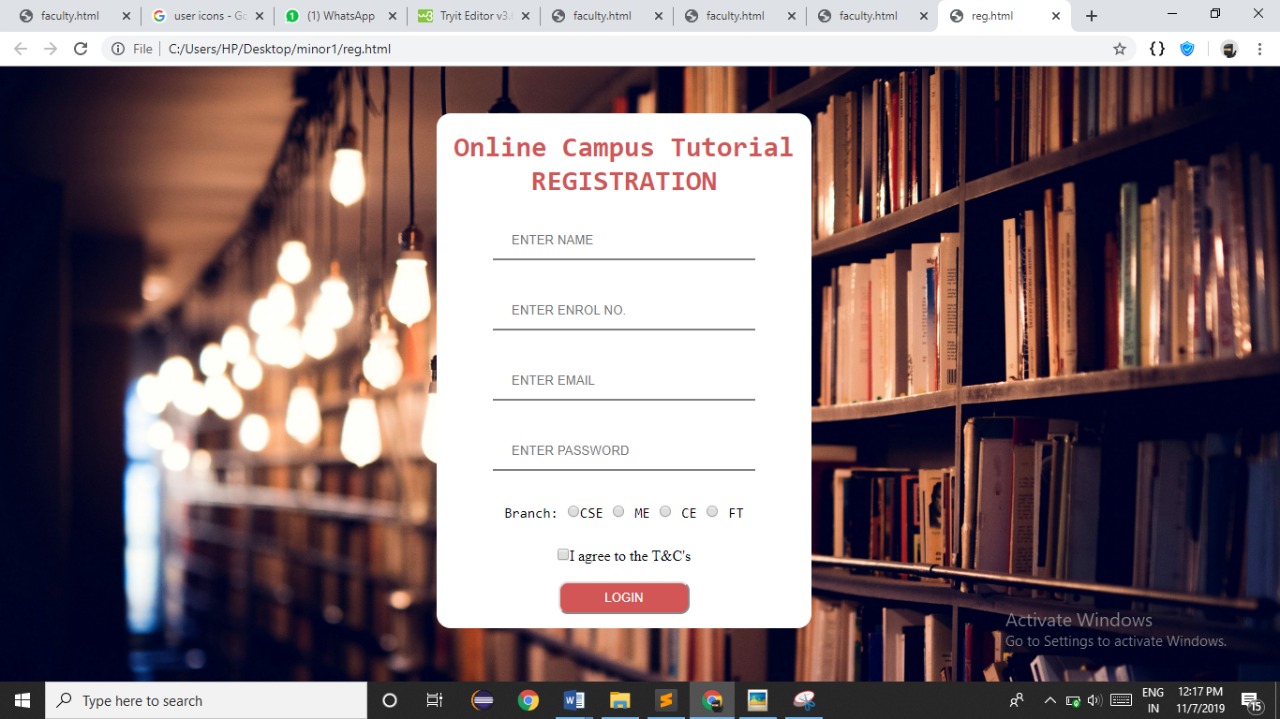 faculty.html
user icons - Go
(1) WhatsApp
Tryit Editor v3.
faculty.html
faculty.html
faculty.html
reg.html
File | C:/Users/HP/Desktop/minor1/reg.html
Online Campus Tutorial
REGISTRATION
ENTER NAME
ENTER ENROL NO.
ENTER EMAIL
ENTER PASSWORD
Branch: CSE ME CE FT
I agree to the T&C's
LOGIN
Activate Windows
Go to Settings to activate Windows.
Type here to search
ENG
IN
12:17 PM
11/7/2019
15